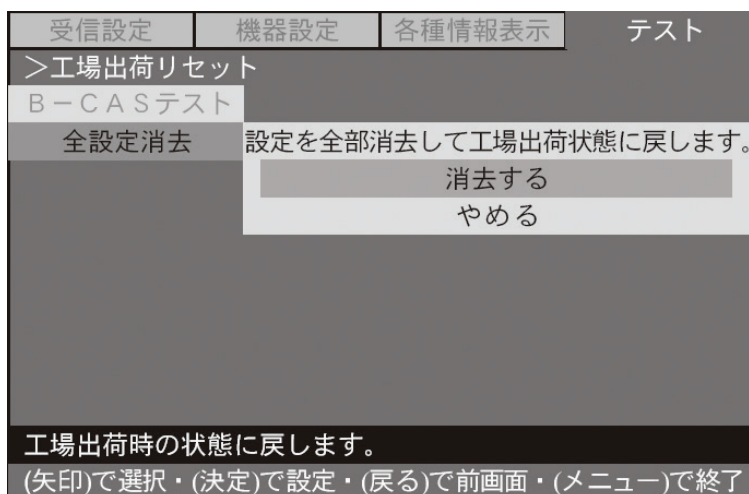 受信設定 機器設定 各種情報表示 テスト
＞工場出荷リセット
Ｂ－ＣＡＳテスト
全設定消去 設定を全部消去して工場出荷状態に戻します。
消去する
やめる
工場出荷時の状態に戻します。
(矢印)で選択・(決定)で設定・(戻る)で前画面・(メニュー)で終了